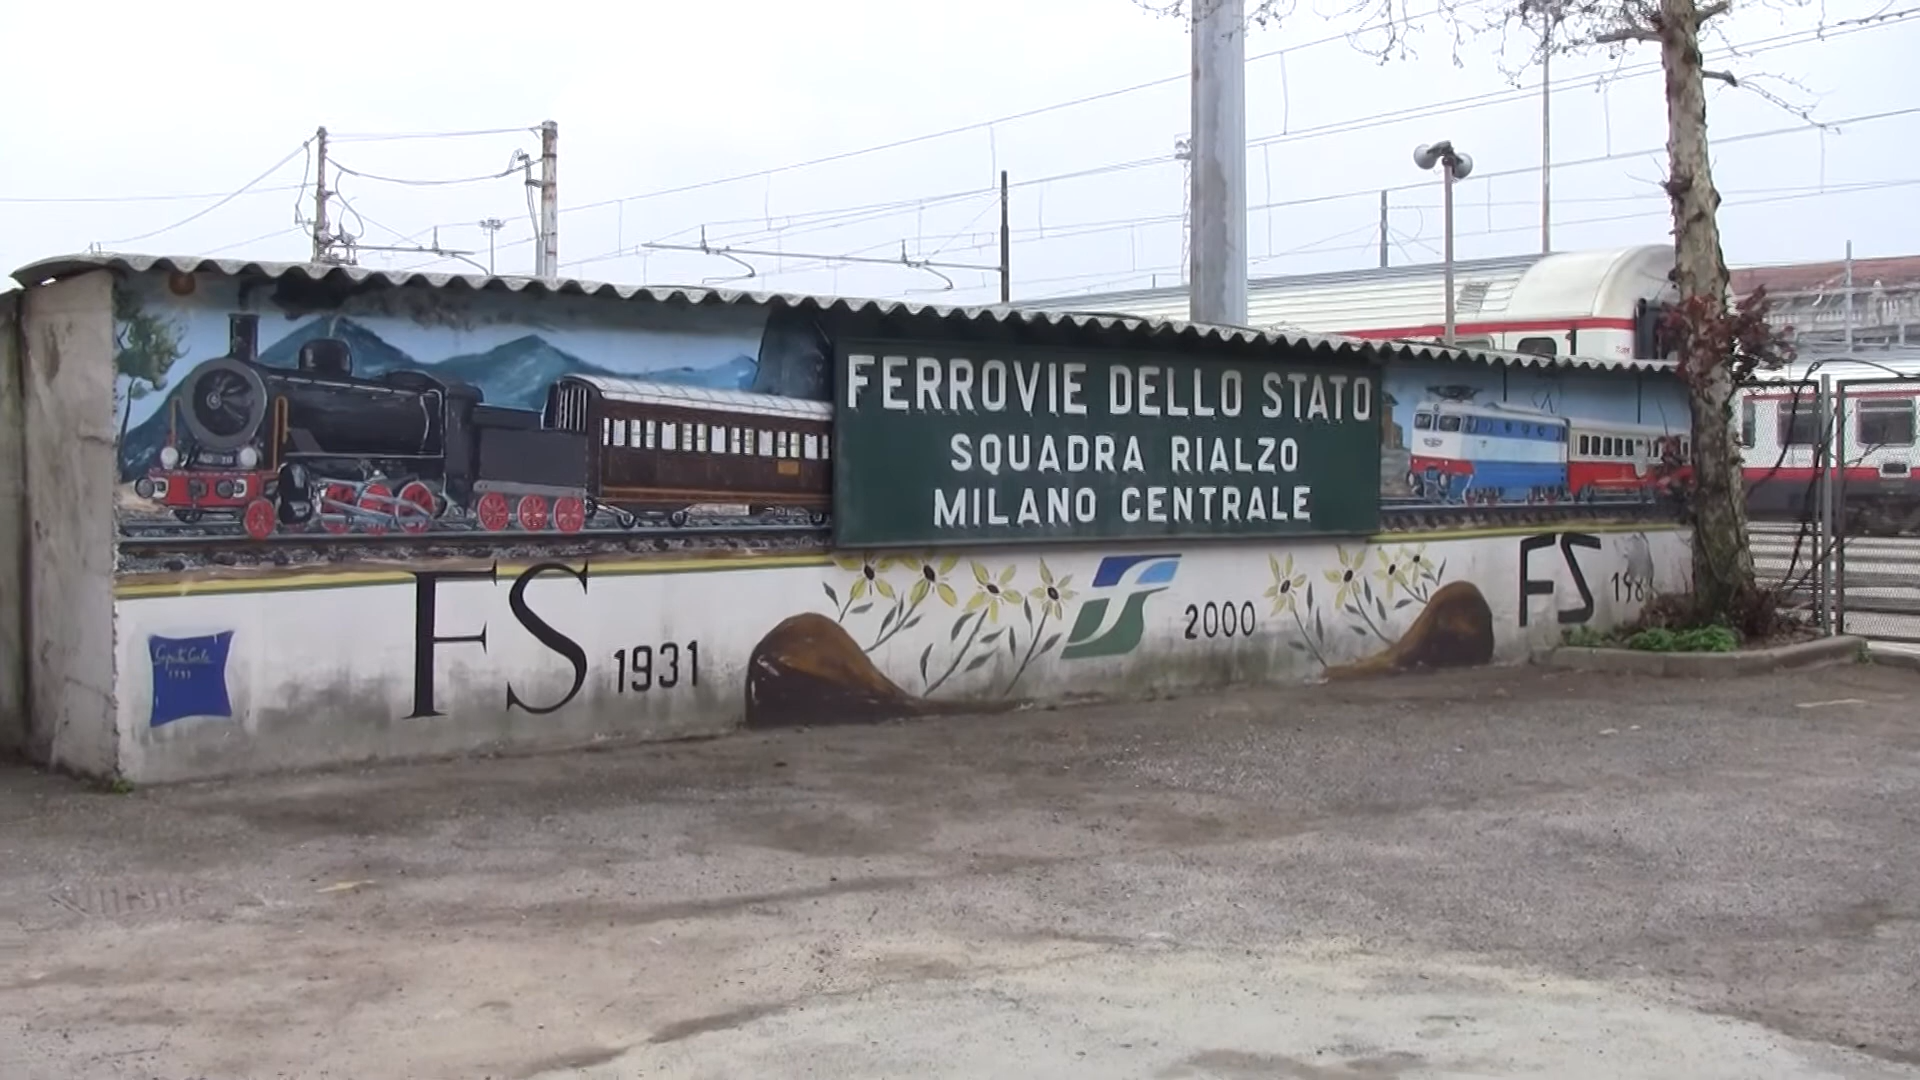 FERROVIE DELLO STATO
SQUADRA RIALZO
MILANO CENTRALE
FS 1931
2000
FS